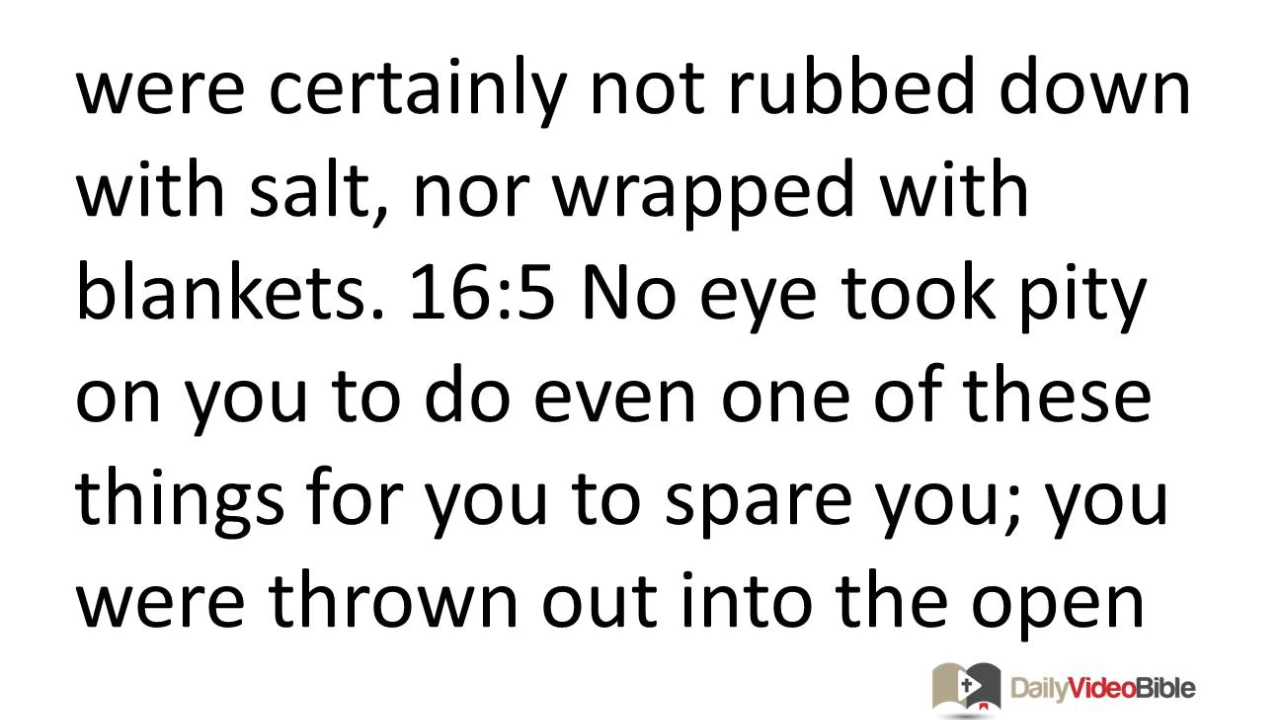 were certainly not rubbed down
with salt, nor wrapped with
blankets. 16:5 No eye took pity
on you to do even one of these
things for you to spare you; you
were thrown out into the open
DailyVideoBible